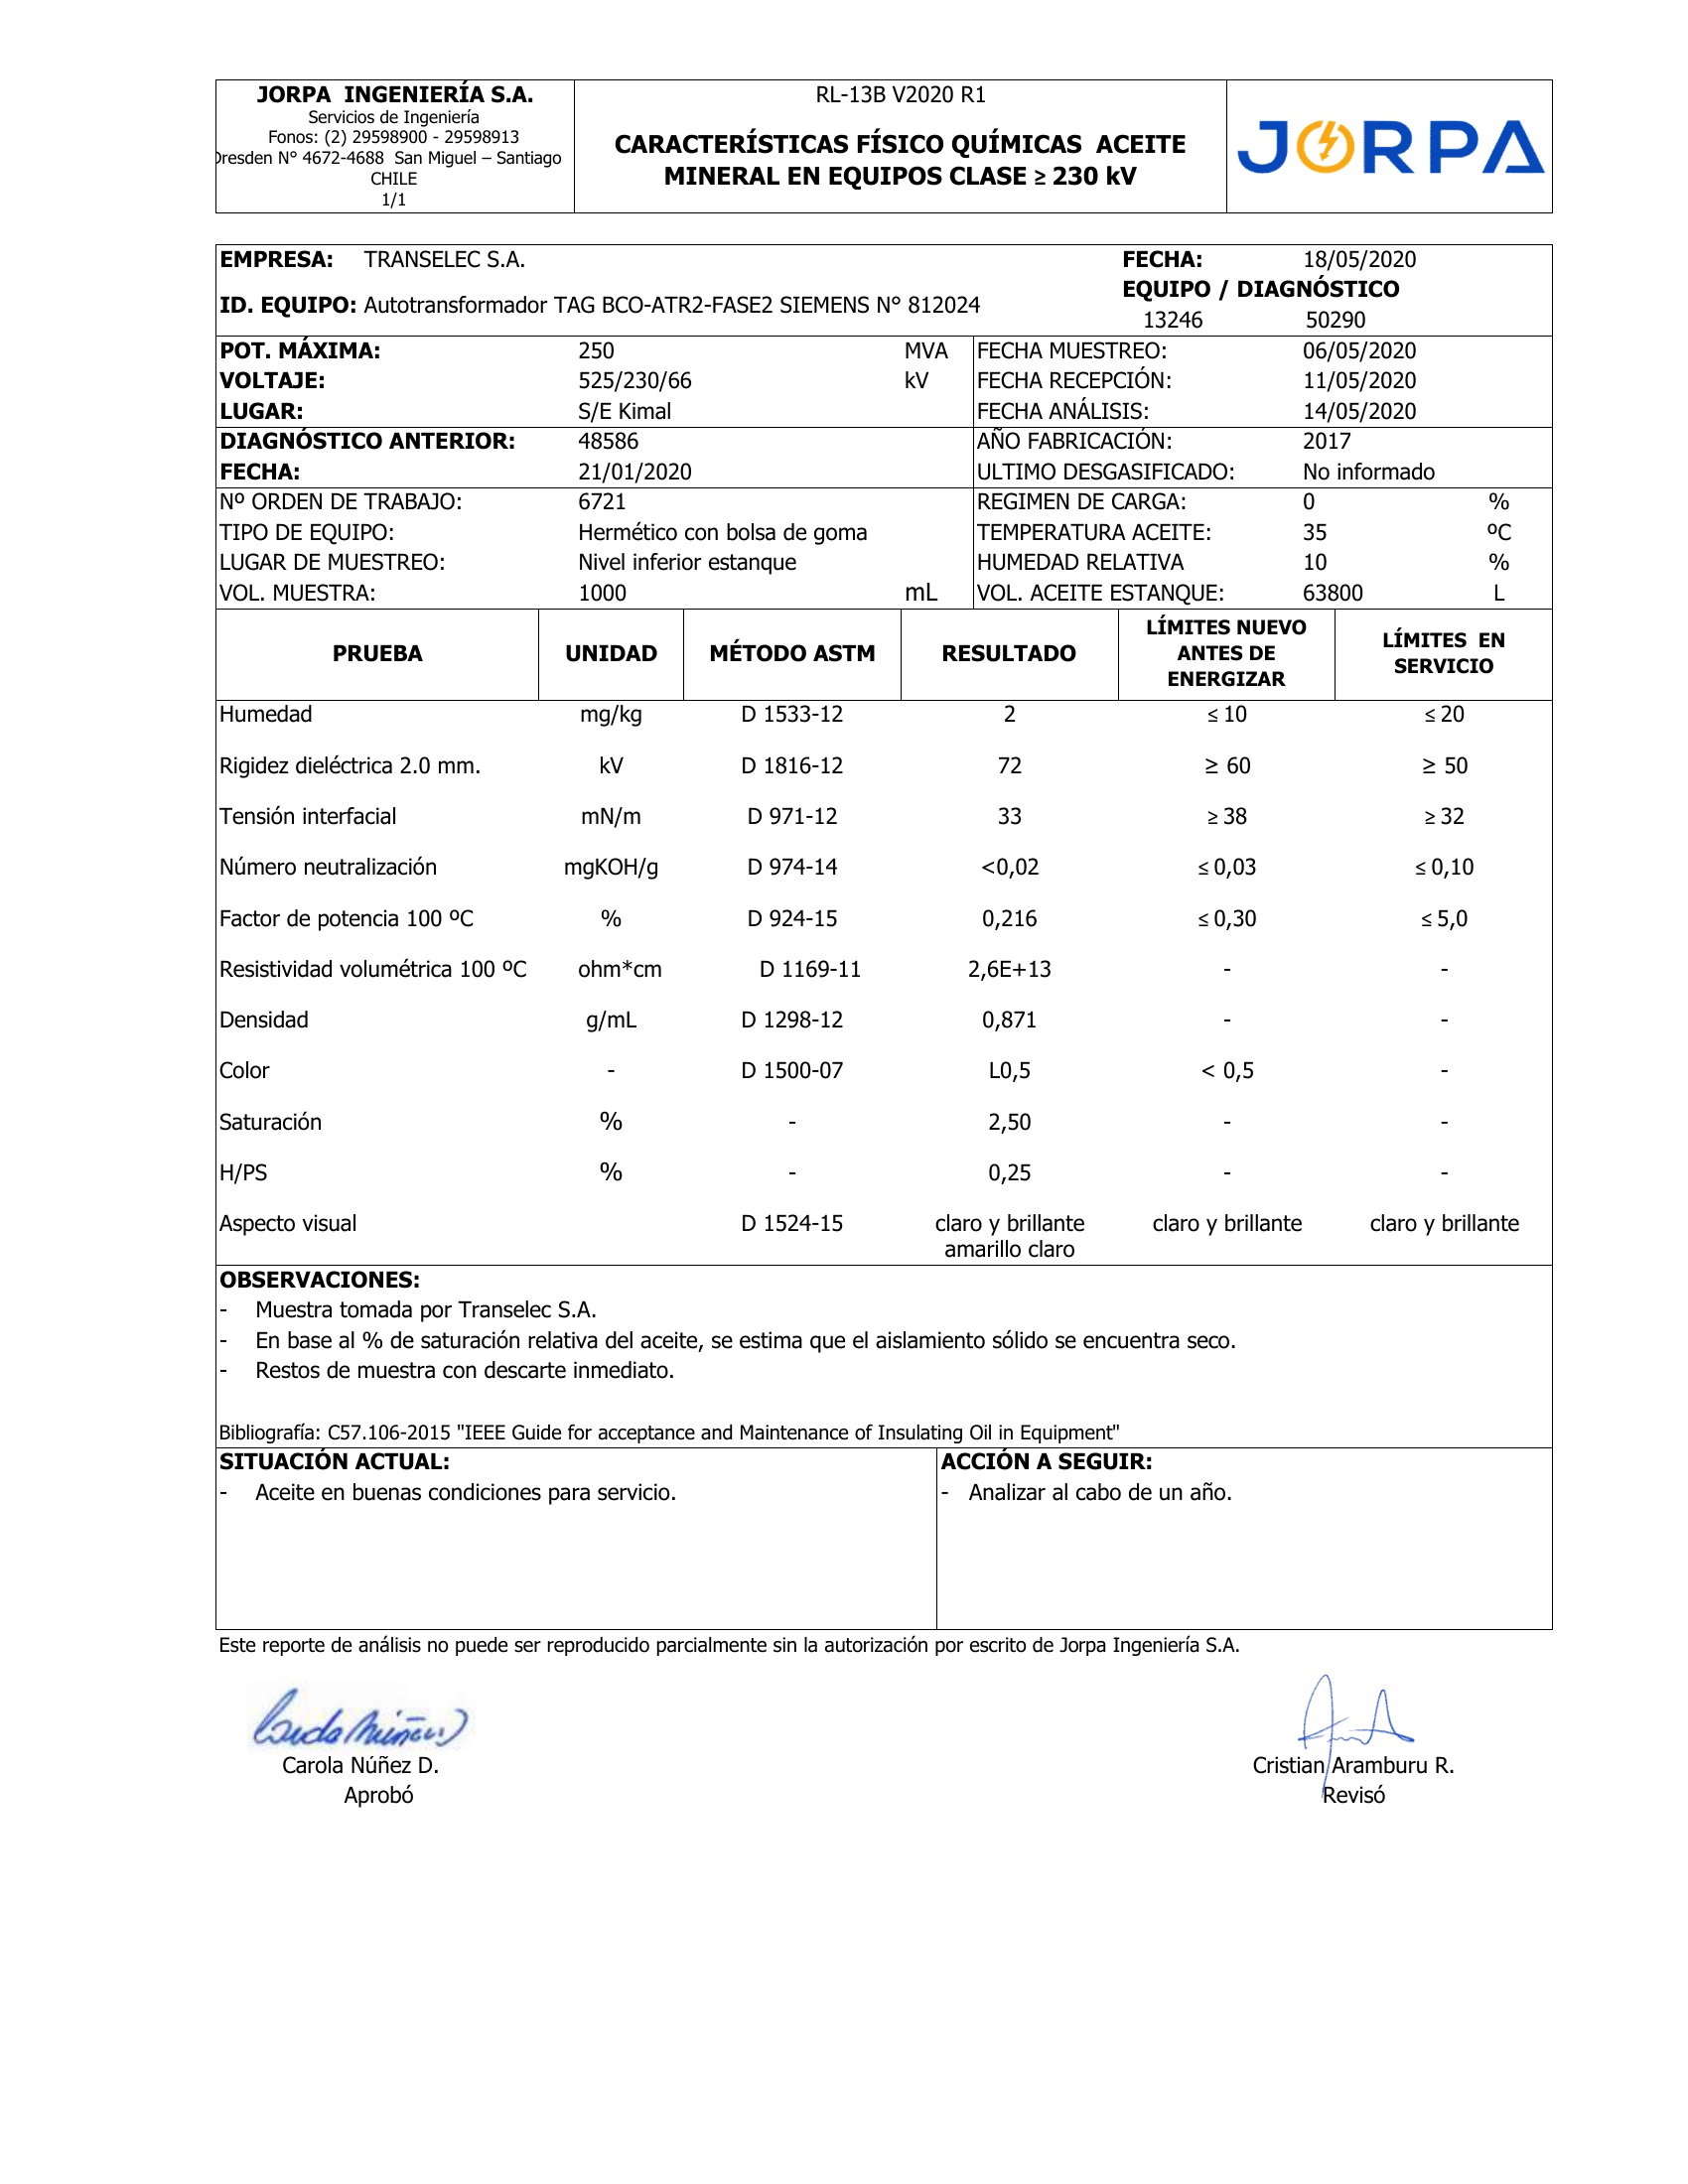 JORPA  INGENIERÍA S.A.
Servicios de Ingeniería
Fonos: (2) 29598900 - 29598913
Dresden N° 4672-4688  San Miguel – Santiago
CHILE
1/1
RL-13B V2020 R1
CARACTERÍSTICAS FÍSICO QUÍMICAS  ACEITE
MINERAL EN EQUIPOS CLASE ≥ 230 kV
JORPA
EMPRESA: TRANSELEC S.A. FECHA: 18/05/2020
EQUIPO / DIAGNÓSTICO
ID. EQUIPO: Autotransformador TAG BCO-ATR2-FASE2 SIEMENS N° 812024
13246 50290
POT. MÁXIMA: 250 MVA FECHA MUESTREO: 06/05/2020
VOLTAJE: 525/230/66 kV FECHA RECEPCIÓN: 11/05/2020
LUGAR: S/E Kimal FECHA ANÁLISIS: 14/05/2020
DIAGNÓSTICO ANTERIOR: 48586 AÑO FABRICACIÓN: 2017
FECHA: 21/01/2020 ULTIMO DESGASIFICADO: No informado
Nº ORDEN DE TRABAJO: 6721 REGIMEN DE CARGA: 0 %
TIPO DE EQUIPO: Hermético con bolsa de goma TEMPERATURA ACEITE: 35 ºC
LUGAR DE MUESTREO: Nivel inferior estanque HUMEDAD RELATIVA 10 %
VOL. MUESTRA: 1000 mL VOL. ACEITE ESTANQUE: 63800 L
PRUEBA UNIDAD MÉTODO ASTM RESULTADO LÍMITES NUEVO ANTES DE ENERGIZAR LÍMITES  EN SERVICIO
Humedad mg/kg D 1533-12 2 ≤ 10 ≤ 20
Rigidez dieléctrica 2.0 mm. kV D 1816-12 72 ≥ 60 ≥ 50
Tensión interfacial mN/m D 971-12 33 ≥ 38 ≥ 32
Número neutralización mgKOH/g D 974-14 <0,02 ≤ 0,03 ≤ 0,10
Factor de potencia 100 ºC % D 924-15 0,216 ≤ 0,30 ≤ 5,0
Resistividad volumétrica 100 ºC ohm*cm D 1169-11 2,6E+13 - -
Densidad g/mL D 1298-12 0,871 - -
Color - D 1500-07 L0,5 < 0,5 -
Saturación % - 2,50 - -
H/PS % - 0,25 - -
Aspecto visual D 1524-15 claro y brillante claro y brillante claro y brillante
amarillo claro
OBSERVACIONES:
- Muestra tomada por Transelec S.A.
- En base al % de saturación relativa del aceite, se estima que el aislamiento sólido se encuentra seco.
- Restos de muestra con descarte inmediato.
Bibliografía: C57.106-2015 "IEEE Guide for acceptance and Maintenance of Insulating Oil in Equipment"
SITUACIÓN ACTUAL: ACCIÓN A SEGUIR:
- Aceite en buenas condiciones para servicio. - Analizar al cabo de un año.
Este reporte de análisis no puede ser reproducido parcialmente sin la autorización por escrito de Jorpa Ingeniería S.A.
Carola Núñez D. Cristian Aramburu R.
Aprobó Revisó